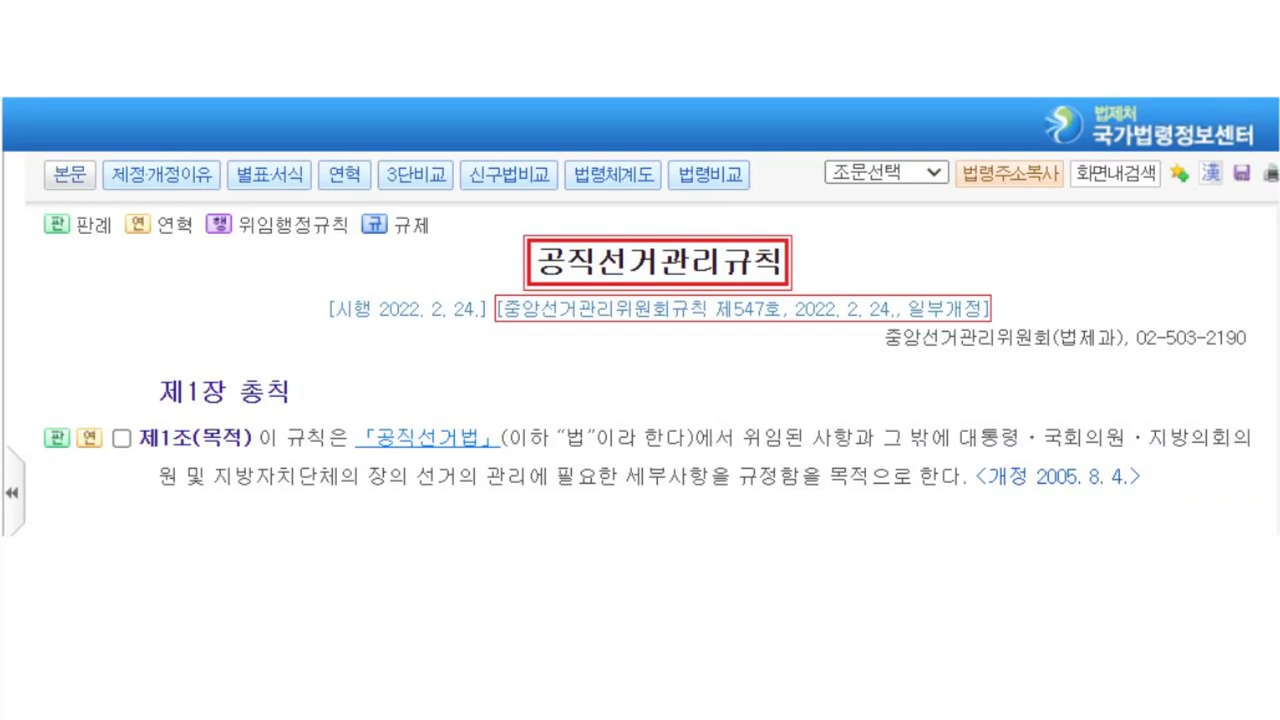 법제처
국가법령정보센터
본문 제정·개정이유 별표·서식 연혁 3단비교 신구법비교 법령체계도 법령비교 조문선택 법령주소복사 화면내검색 漢
판 판례 연 연혁 행 위임행정규칙 규 규제
공직선거관리규칙
[시행 2022. 2. 24.] [중앙선거관리위원회규칙 제547호, 2022. 2. 24., 일부개정]
중앙선거관리위원회(법제과), 02-503-2190
제1장 총칙
판 연 제1조(목적) 이 규칙은 「공직선거법」(이하 “법”이라 한다)에서 위임된 사항과 그 밖에 대통령·국회의원·지방의회의
원 및 지방자치단체의 장의 선거의 관리에 필요한 세부사항을 규정함을 목적으로 한다. <개정 2005. 8. 4.>